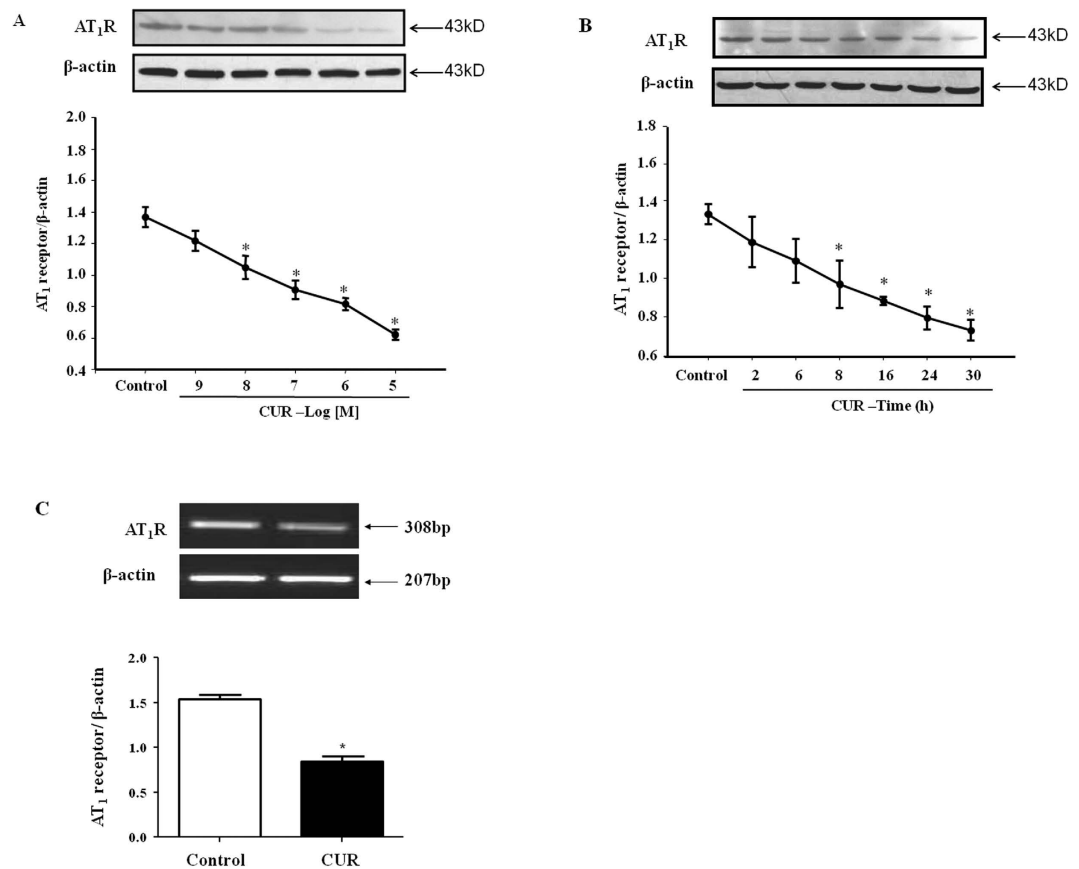 A
AT1R
43kD
β-actin
43kD
2.0
1.8
1.6
1.4
1.2
1.0
0.8
0.6
0.4
AT1 receptor/β-actin
*
*
*
*
Control 9 8 7 6 5
CUR –Log [M]
B
AT1R
43kD
β-actin
43kD
1.8
1.6
1.4
1.2
1.0
0.8
0.6
AT1 receptor/β-actin
*
*
*
*
Control 2 6 8 16 24 30
CUR –Time (h)
C
AT1R
308bp
β-actin
207bp
2.0
1.5
1.0
0.5
0.0
AT1 receptor/β-actin
*
Control CUR